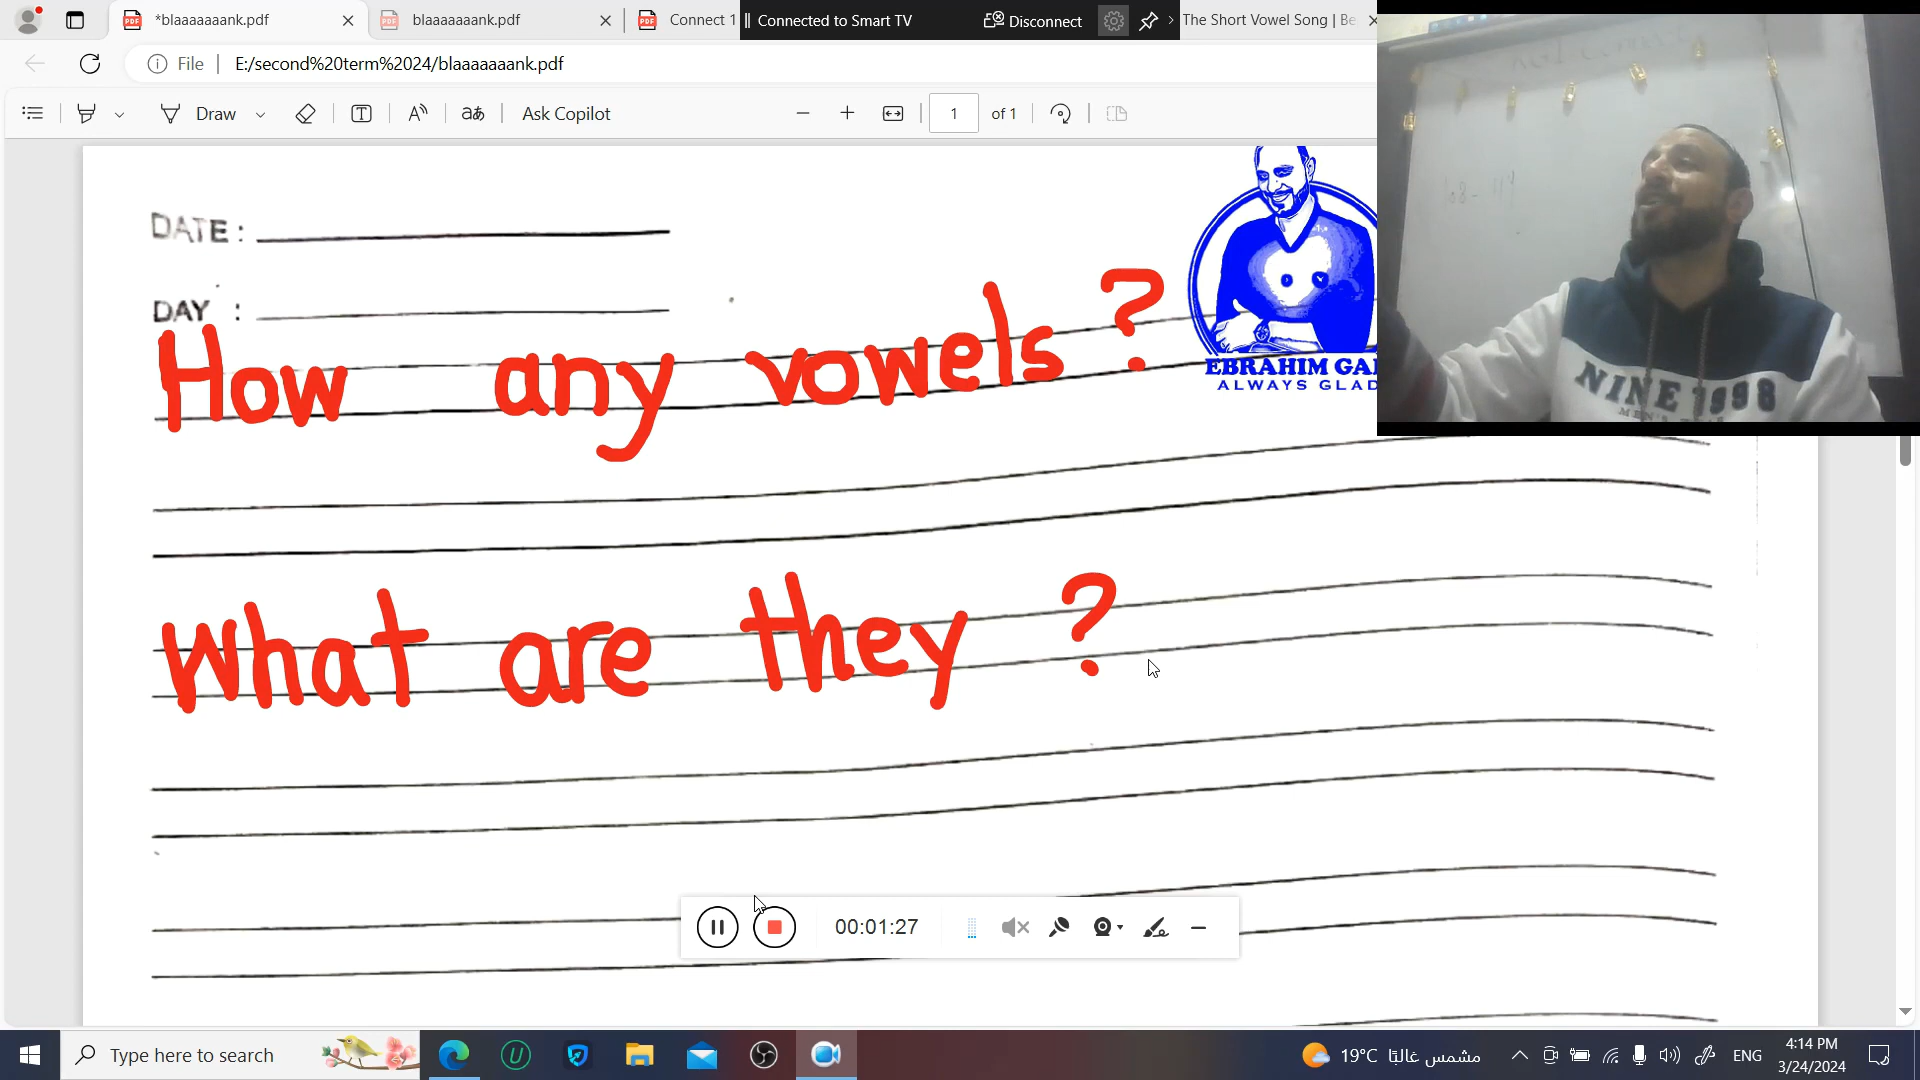 *blaaaaaaank.pdf
blaaaaaaank.pdf
Connect 1
Connected to Smart TV
Disconnect
The Short Vowel Song | Be
File
E:/second%20term%2024/blaaaaaaank.pdf
Draw
aあ
Ask Copilot
1
of 1
DATE :
DAY :
How any vowels ?
EBRAHIM GA
ALWAYS GLAD
NINE 1998
What are they ?
00:01:27
Type here to search
19°C مشمس غالبًا
ENG
4:14 PM
3/24/2024